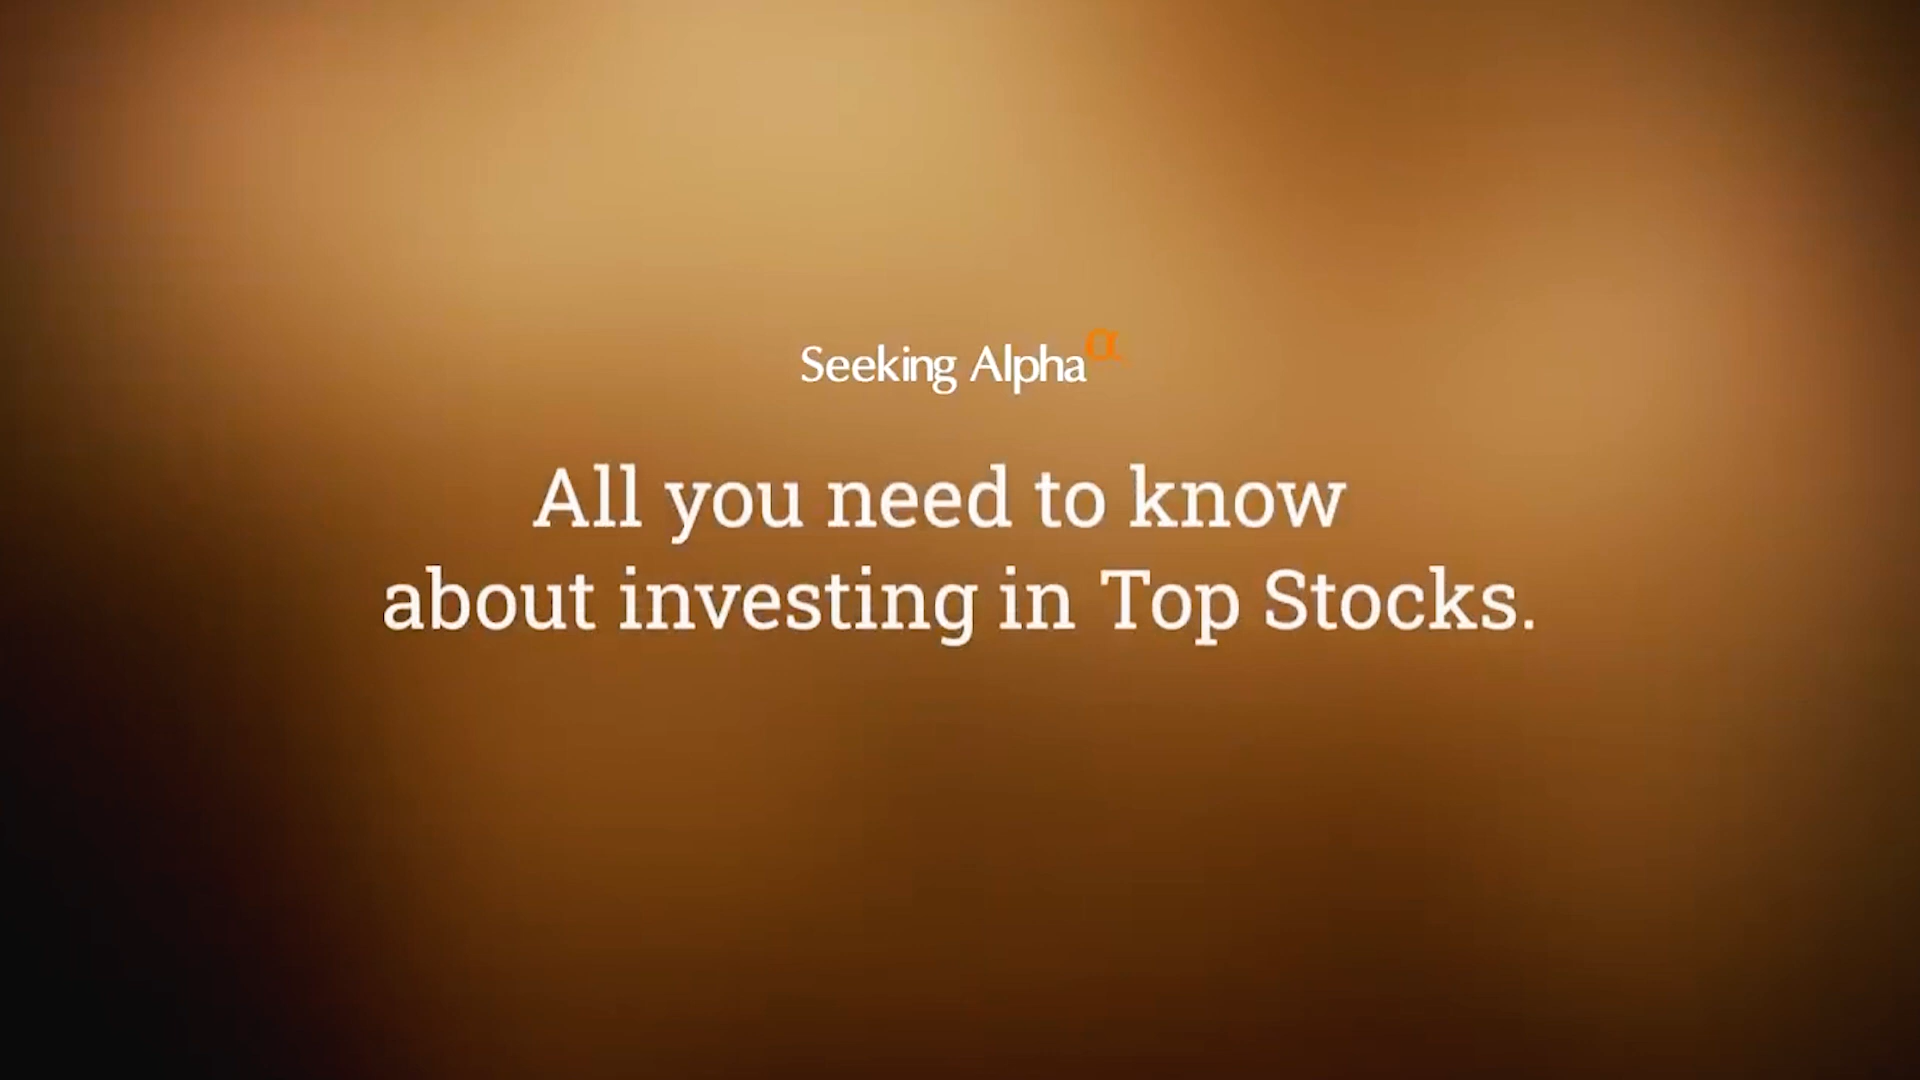 Seeking Alpha α
All you need to know
about investing in Top Stocks.